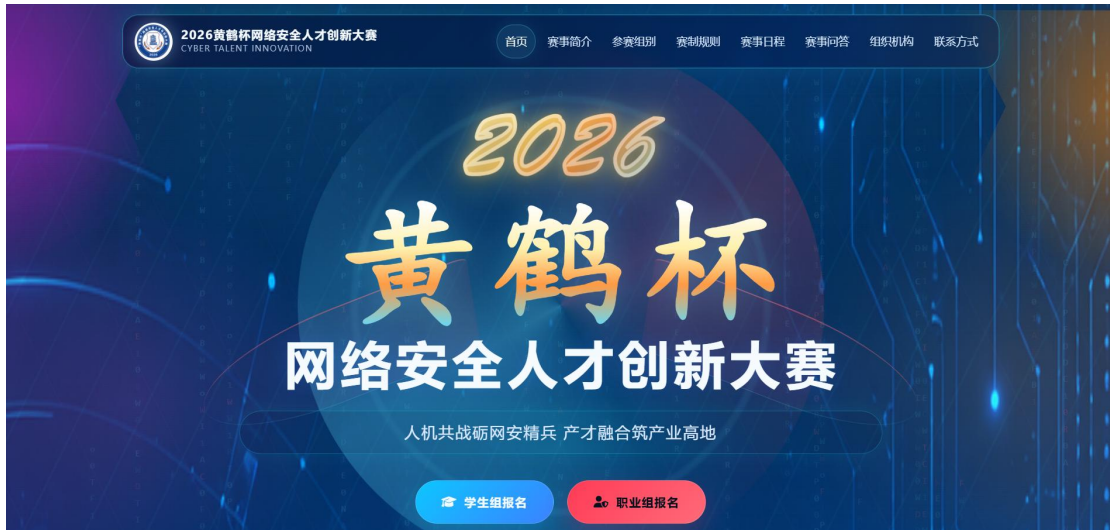 2026黄鹤杯网络安全人才创新大赛
CYBER TALENT INNOVATION
首页 赛事简介 参赛组别 赛制规则 赛事日程 赛事问答 组织机构 联系方式
2026
黄鹤杯
网络安全人才创新大赛
人机共战砺网安精兵 产才融合筑产业高地
学生组报名 职业组报名